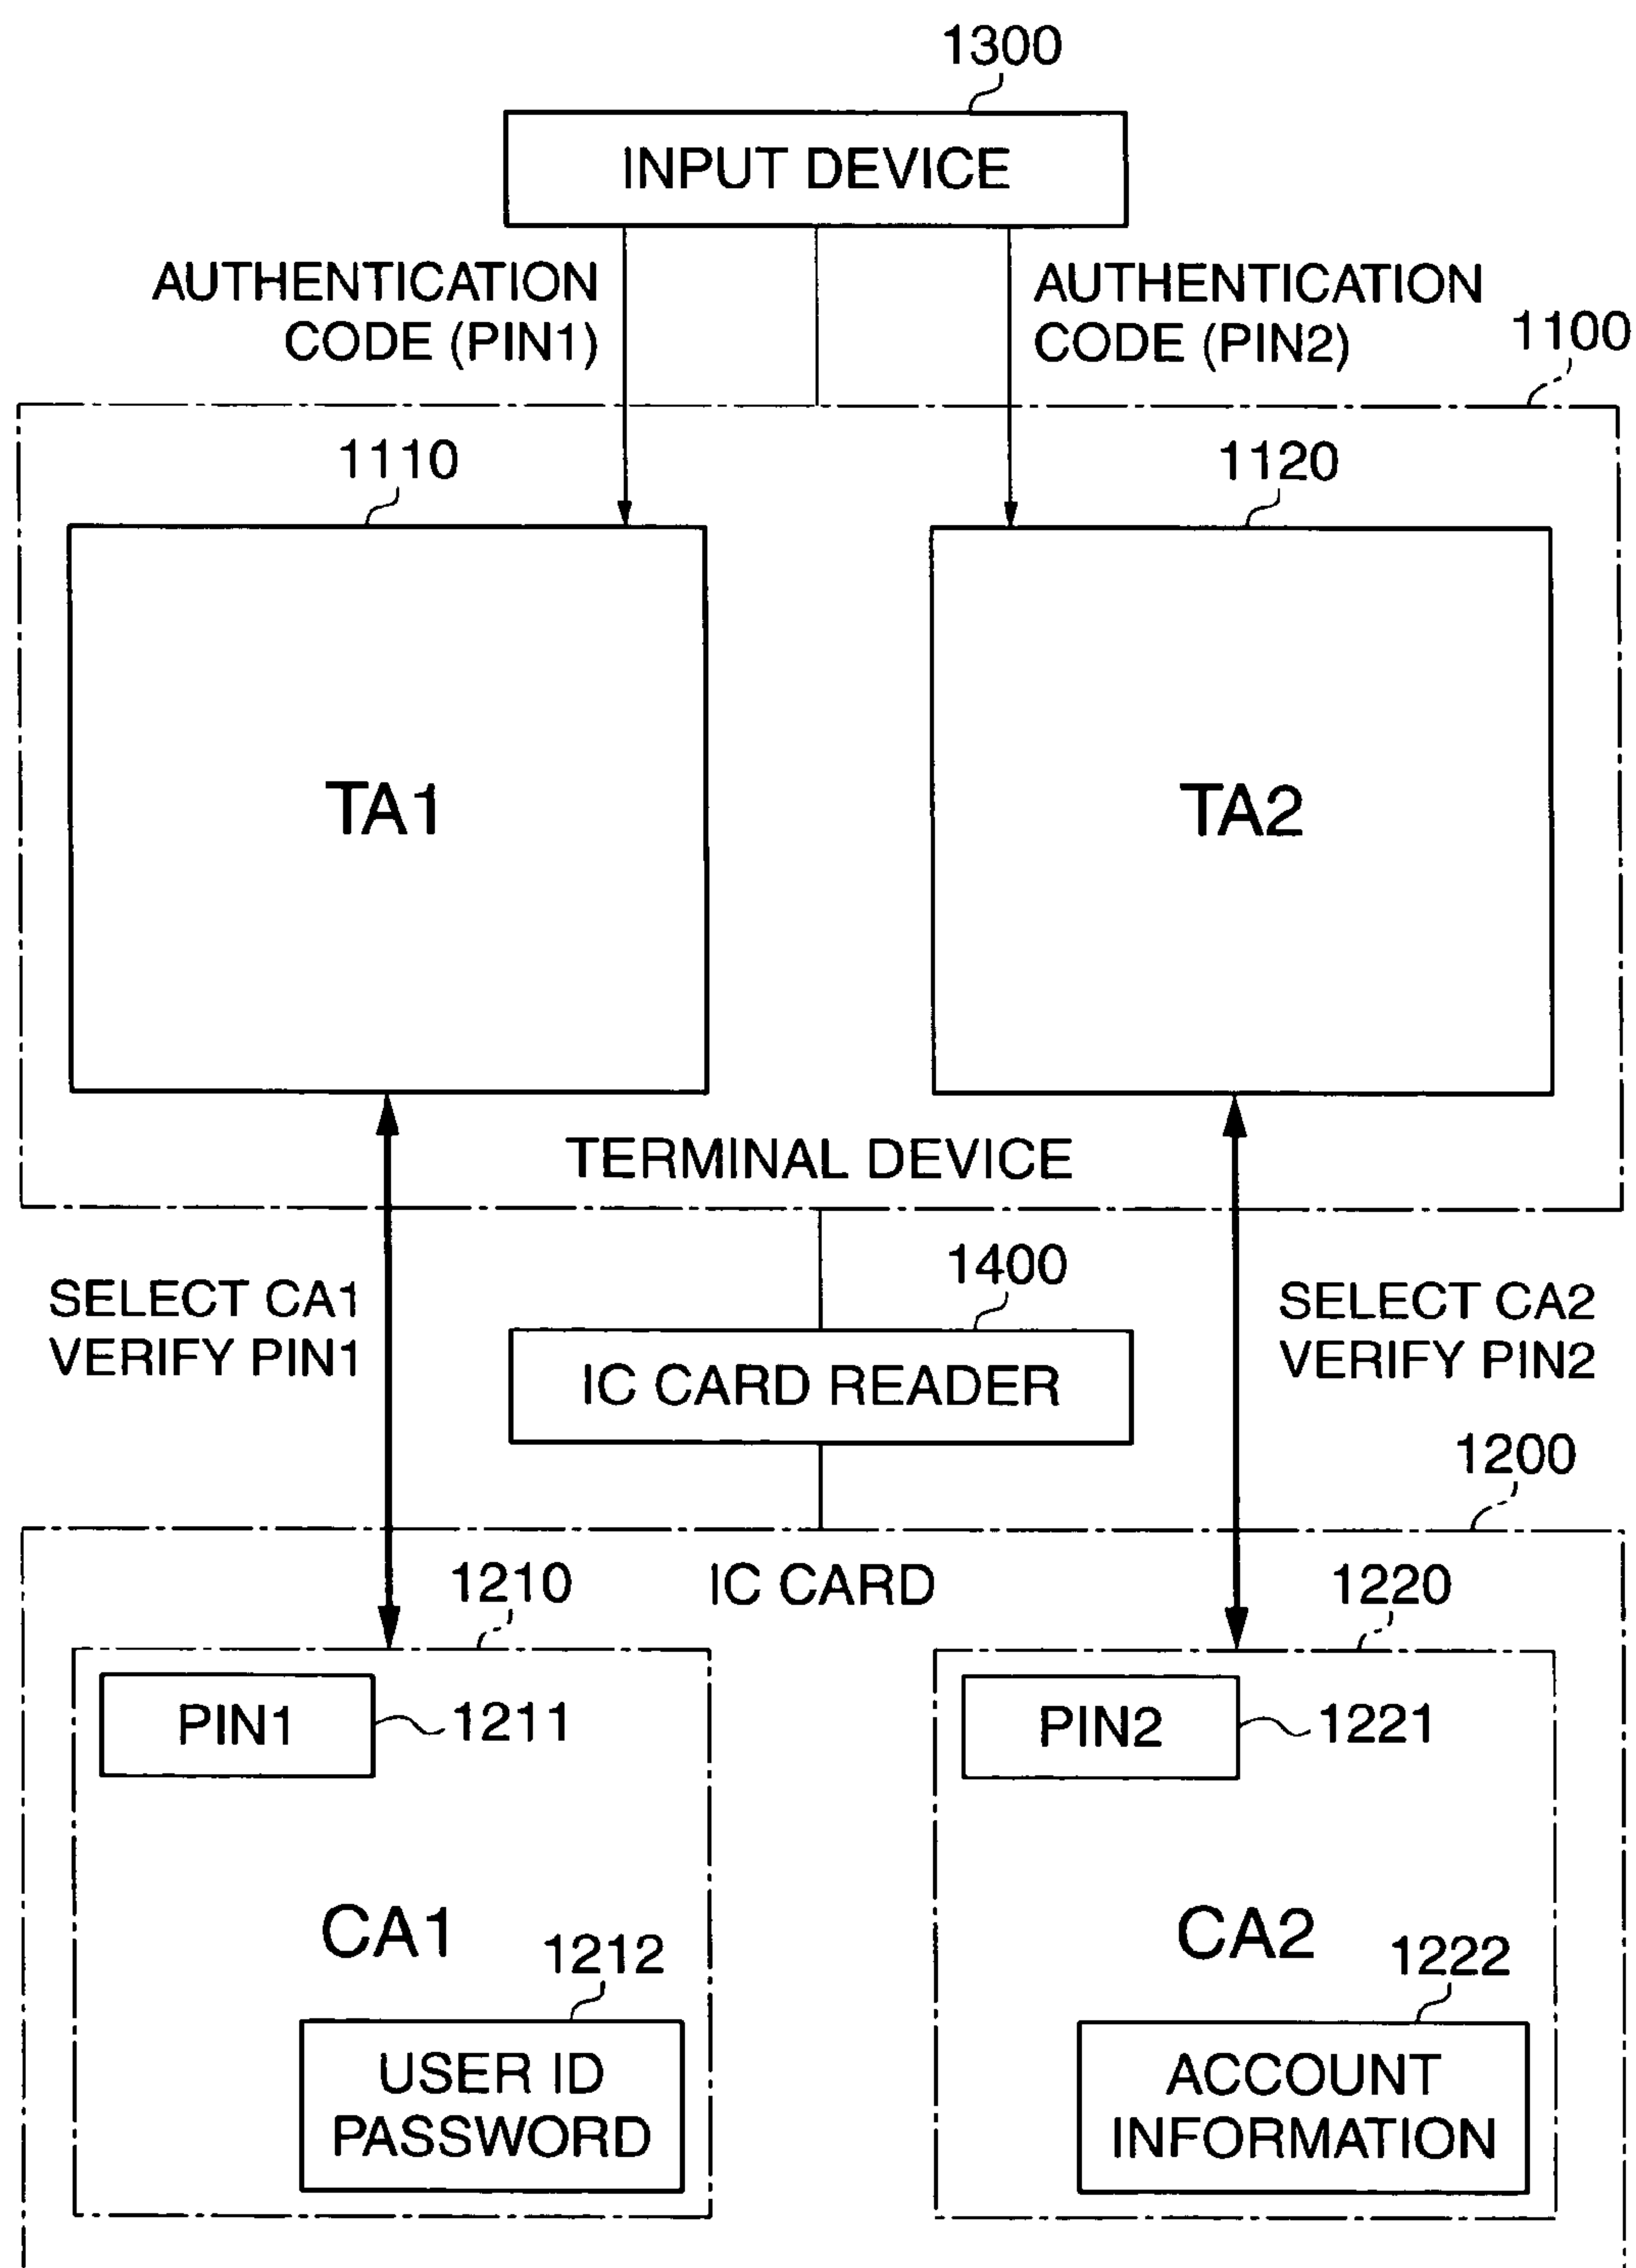 1300
INPUT DEVICE
AUTHENTICATION
CODE (PIN1)
AUTHENTICATION
CODE (PIN2)
1100
1110
1120
TA1
TA2
TERMINAL DEVICE
SELECT CA1
VERIFY PIN1
1400
IC CARD READER
SELECT CA2
VERIFY PIN2
1200
IC CARD
1210
1220
PIN1
1211
PIN2
1221
CA1
CA2
1212
1222
USER ID
PASSWORD
ACCOUNT
INFORMATION